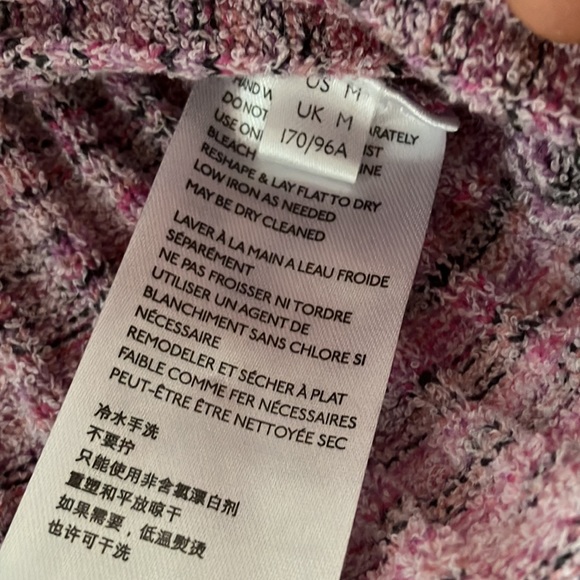 US M
UK M
170/96A
HAND
DO NOT RATELY
USE ONL
BLEACH
RESHAPE & LAY FLAT TO DRY
LOW IRON AS NEEDED
MAY BE DRY CLEANED
LAVER À LA MAIN A LEAU FROIDE
SÉPAREMENT
NE PAS FROISSER NI TORDRE
UTILISER UN AGENT DE
BLANCHIMENT SANS CHLORE SI
NÉCESSAIRE
REMODELER ET SÉCHER À PLAT
FAIBLE COMME FER NÉCESSAIRES
PEUT-ÊTRE ÊTRE NETTOYÉE SEC
冷水手洗
不要拧
只能使用非含氯漂白剂
重塑和平放晾干
如果需要，低温熨烫
也许可干洗